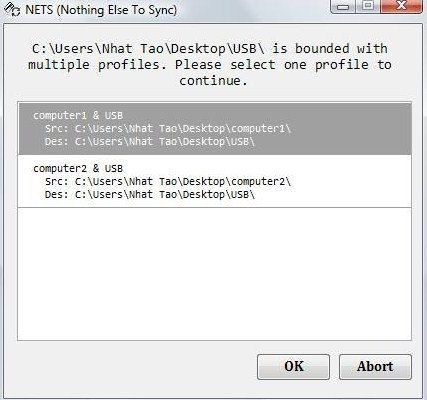 NETS (Nothing Else To Sync)
C:\Users\Nhat Tao\Desktop\USB\ is bounded with
multiple profiles. Please select one profile to
continue.
computer1 & USB
Src: C:\Users\Nhat Tao\Desktop\computer1\
Des: C:\Users\Nhat Tao\Desktop\USB\
computer2 & USB
Src: C:\Users\Nhat Tao\Desktop\computer2\
Des: C:\Users\Nhat Tao\Desktop\USB\
OK Abort